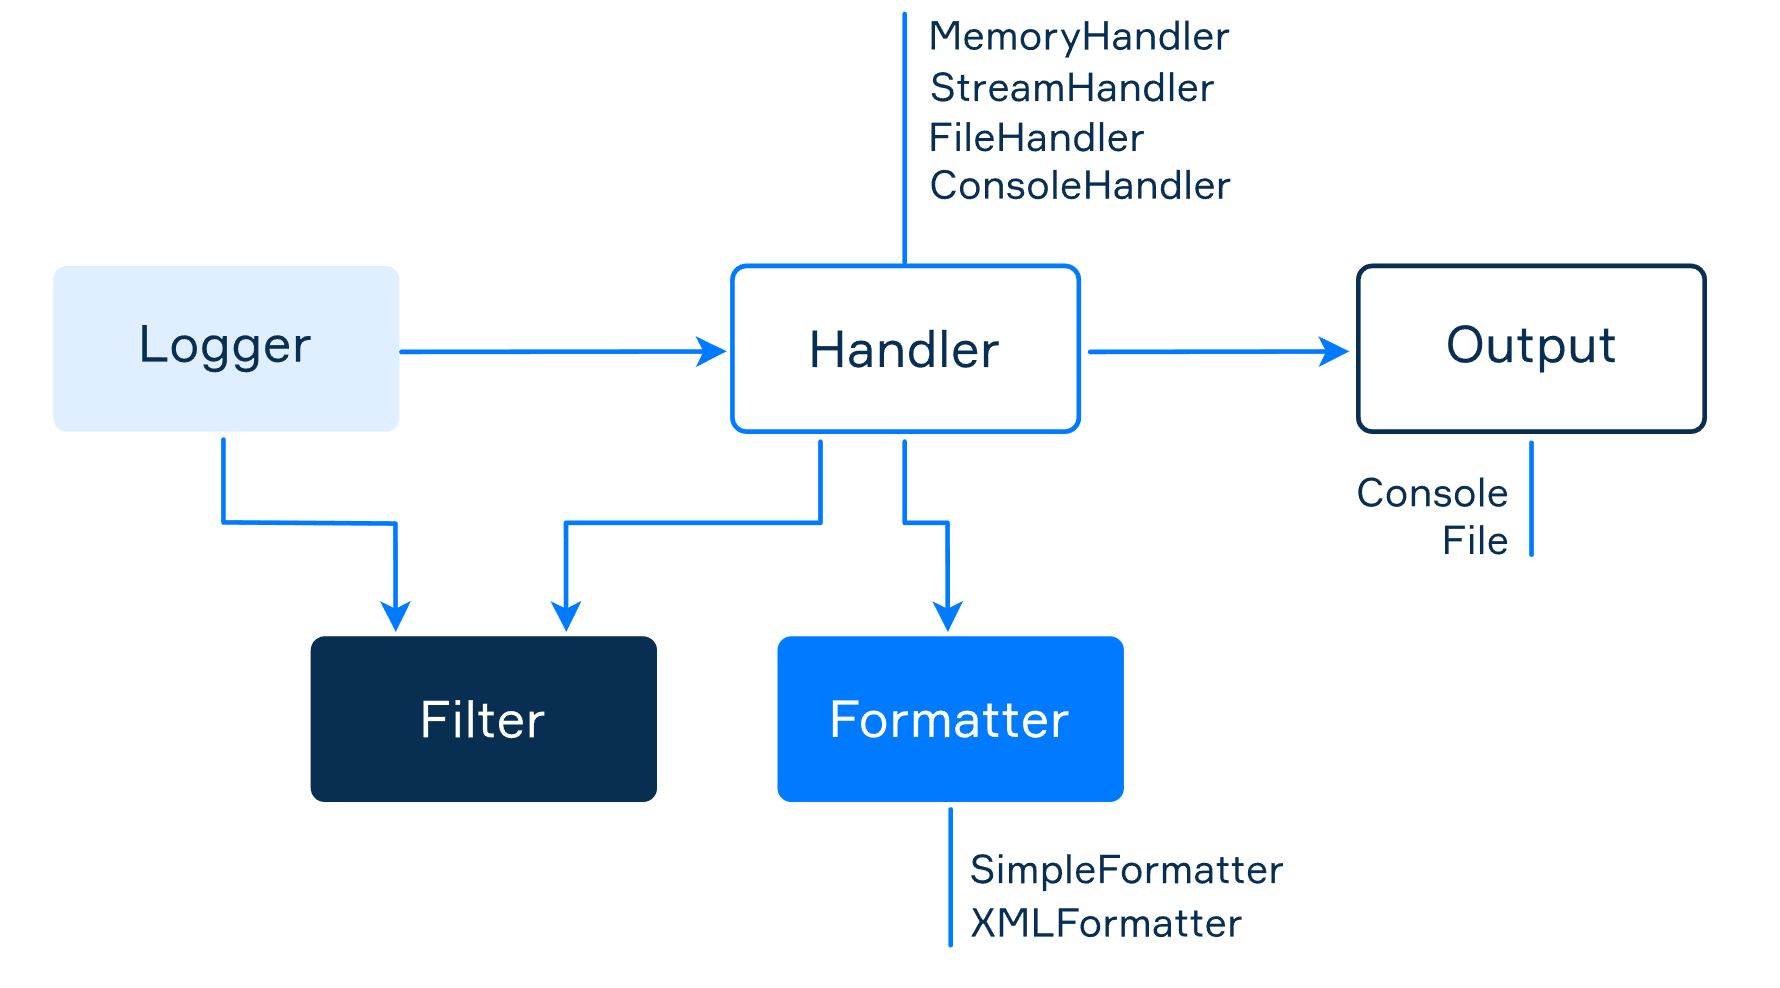 MemoryHandler
StreamHandler
FileHandler
ConsoleHandler
Logger
Handler
Output
Console
File
Filter
Formatter
SimpleFormatter
XMLFormatter